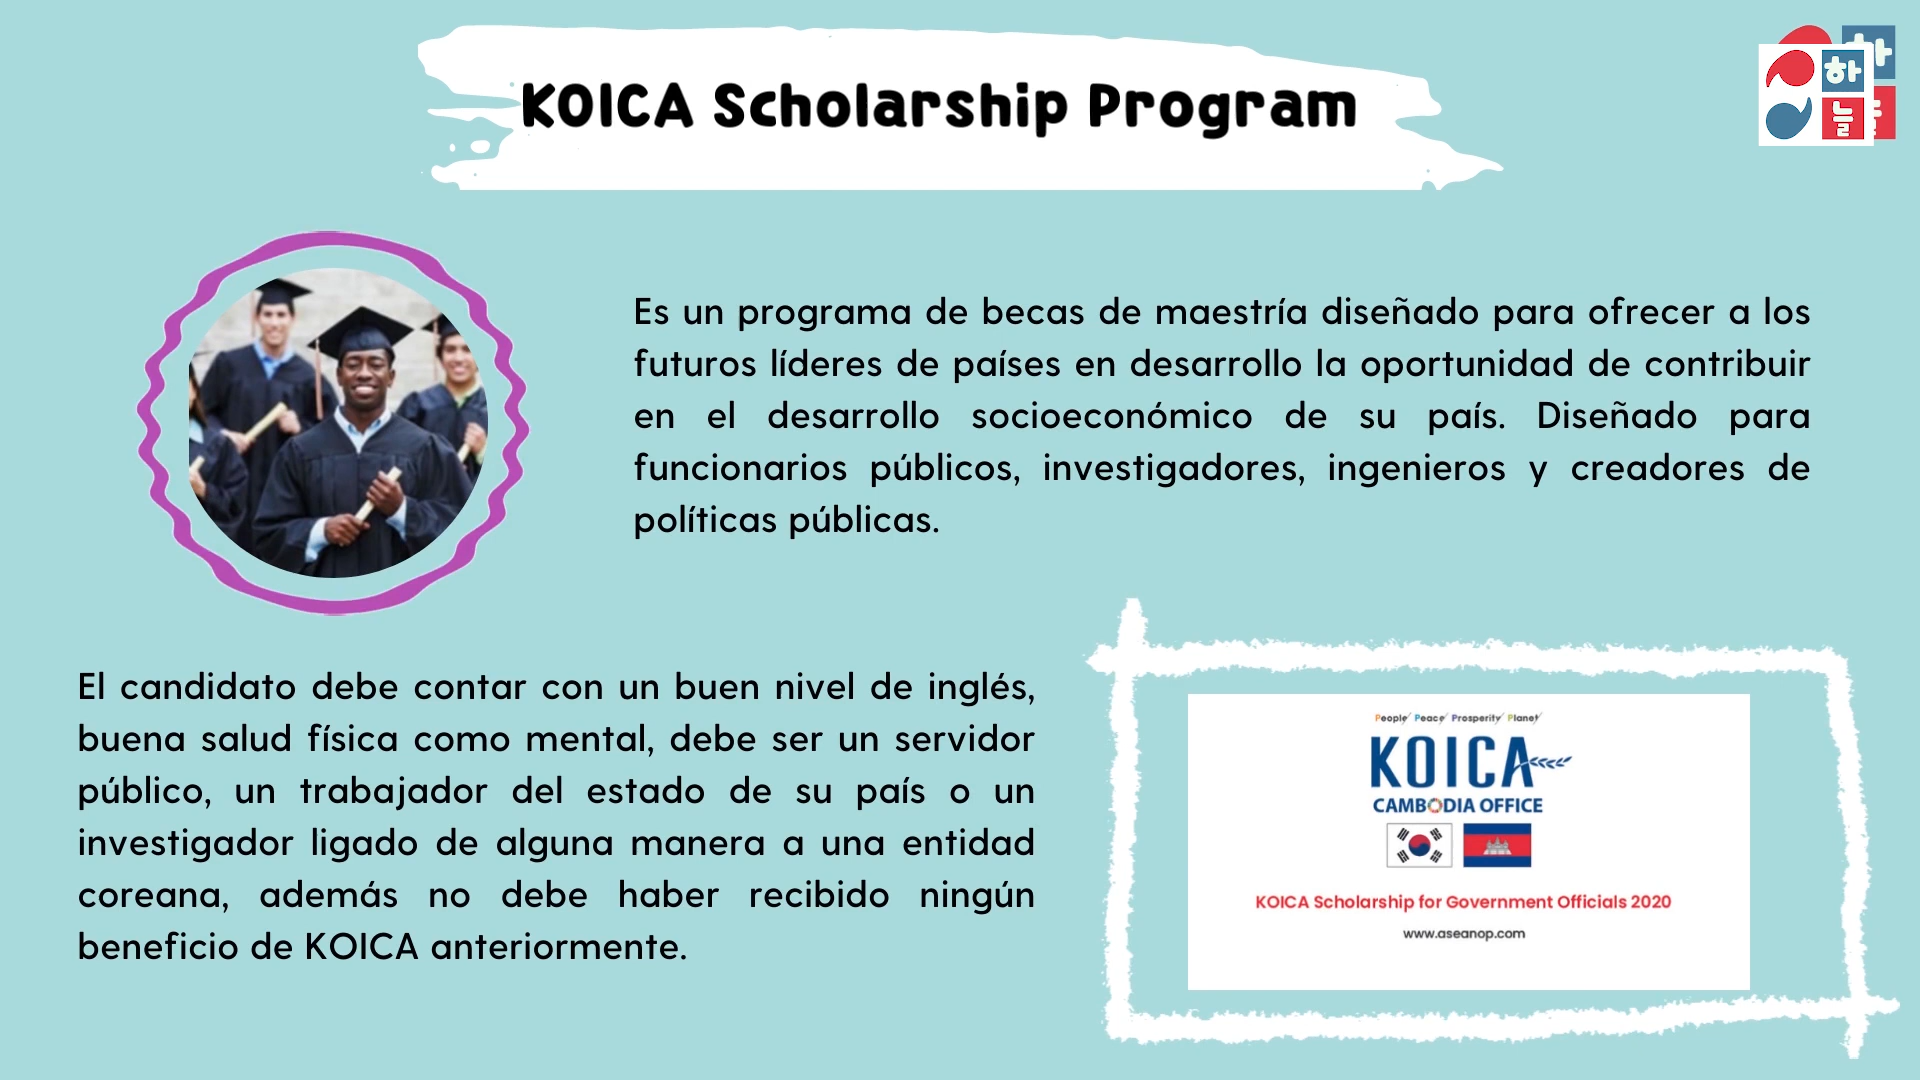 KOICA Scholarship Program
하
늘
하
Es un programa de becas de maestría diseñado para ofrecer a los
futuros líderes de países en desarrollo la oportunidad de contribuir
en el desarrollo socioeconómico de su país. Diseñado para
funcionarios públicos, investigadores, ingenieros y creadores de
políticas públicas.
El candidato debe contar con un buen nivel de inglés,
buena salud física como mental, debe ser un servidor
público, un trabajador del estado de su país o un
investigador ligado de alguna manera a una entidad
coreana, además no debe haber recibido ningún
beneficio de KOICA anteriormente.
People Peace Prosperity Planet
KOICA
CAMBODIA OFFICE
KOICA Scholarship for Government Officials 2020
www.aseanop.com